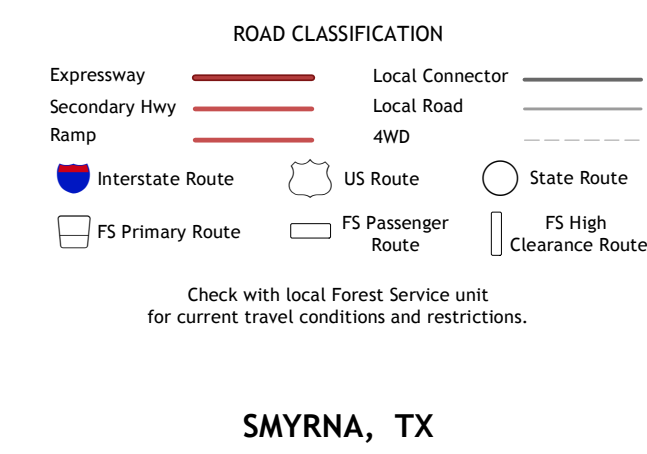 ROAD CLASSIFICATION
Expressway
Local Connector
Secondary Hwy
Local Road
Ramp
4WD
Interstate Route
US Route
State Route
FS Primary Route
FS Passenger
Route
FS High
Clearance Route
Check with local Forest Service unit
for current travel conditions and restrictions.
SMYRNA, TX